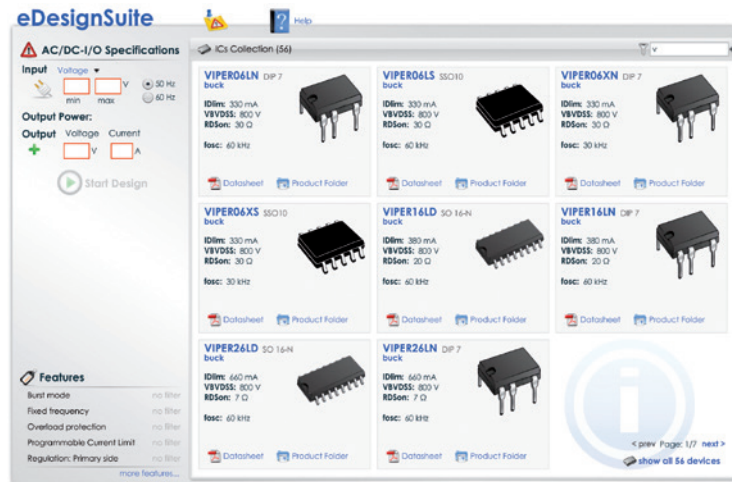 eDesignSuite
Help
AC/DC-I/O Specifications
Input Voltage
V 50 Hz
min max 60 Hz
Output Power:
Output Voltage Current
V A
Start Design
Features
Burst mode no filter
Fixed frequency no filter
Overload protection no filter
Programmable Current Limit no filter
Regulation: Primary side no filter
more features...
ICs Collection (56)
v
VIPER06LN DIP 7
buck
IDlim: 330 mA
VBVDSS: 800 V
RDSon: 30 Ω
fosc: 60 kHz
Datasheet Product Folder
VIPER06LS SSO10
buck
IDlim: 330 mA
VBVDSS: 800 V
RDSon: 30 Ω
fosc: 60 kHz
Datasheet Product Folder
VIPER06XN DIP 7
buck
IDlim: 330 mA
VBVDSS: 800 V
RDSon: 30 Ω
fosc: 30 kHz
Datasheet Product Folder
VIPER06XS SSO10
buck
IDlim: 330 mA
VBVDSS: 800 V
RDSon: 30 Ω
fosc: 30 kHz
Datasheet Product Folder
VIPER16LD SO 16-N
buck
IDlim: 380 mA
VBVDSS: 800 V
RDSon: 20 Ω
fosc: 60 kHz
Datasheet Product Folder
VIPER16LN DIP 7
buck
IDlim: 380 mA
VBVDSS: 800 V
RDSon: 20 Ω
fosc: 60 kHz
Datasheet Product Folder
VIPER26LD SO 16-N
buck
IDlim: 660 mA
VBVDSS: 800 V
RDSon: 7 Ω
fosc: 60 kHz
Datasheet Product Folder
VIPER26LN DIP 7
buck
IDlim: 660 mA
VBVDSS: 800 V
RDSon: 7 Ω
fosc: 60 kHz
Datasheet Product Folder
< prev Page: 1/7 next >
show all 56 devices